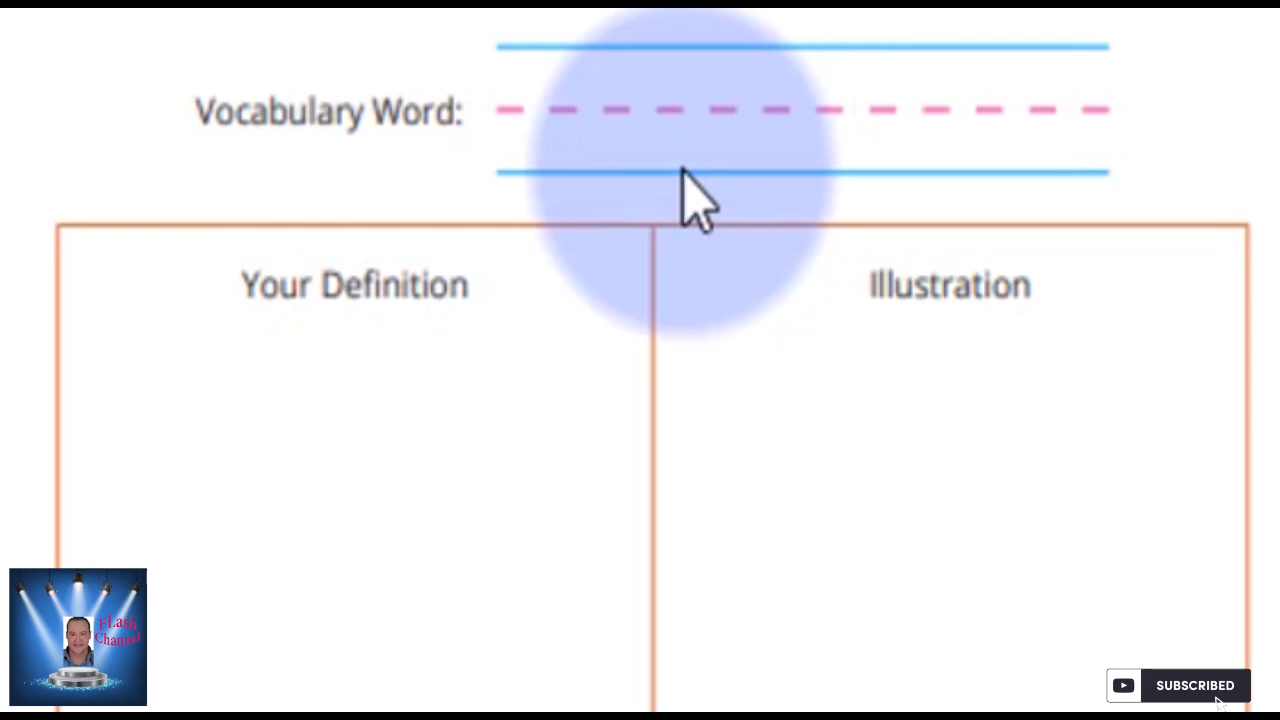 Vocabulary Word:
Your Definition
Illustration
FLash
Channel
SUBSCRIBED